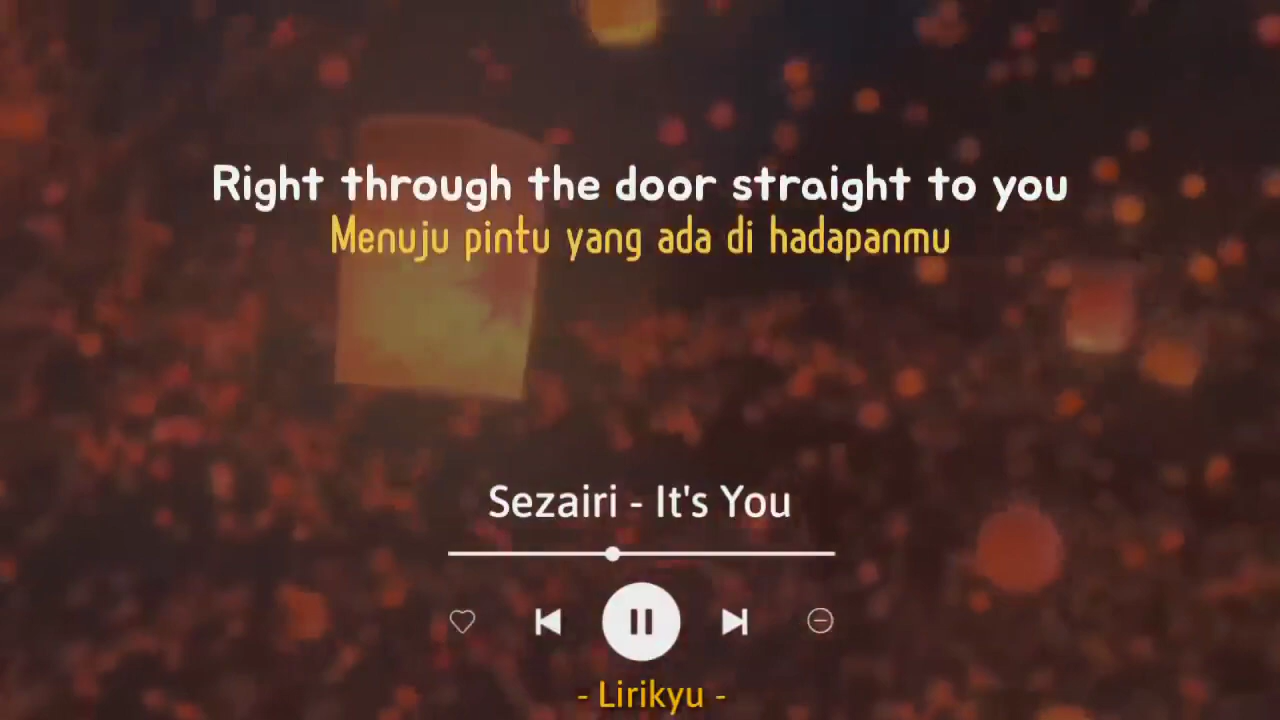 Right through the door straight to you
Menuju pintu yang ada di hadapanmu
Sezairi - It's You
- Lirikyu -